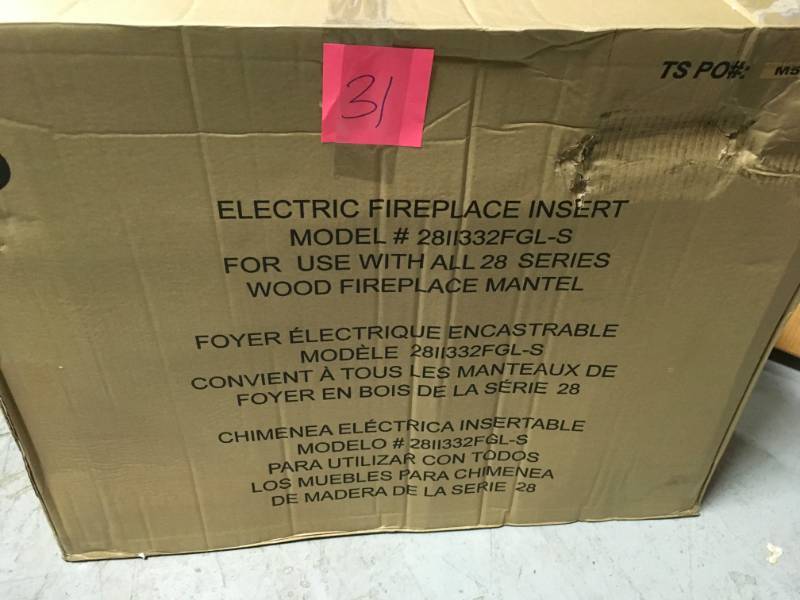 31
TS PO#: M5
ELECTRIC FIREPLACE INSERT
MODEL # 28II332FGL-S
FOR USE WITH ALL 28 SERIES
WOOD FIREPLACE MANTEL
FOYER ÉLECTRIQUE ENCASTRABLE
MODÈLE 28II332FGL-S
CONVIENT À TOUS LES MANTEAUX DE
FOYER EN BOIS DE LA SÉRIE 28
CHIMENEA ELÉCTRICA INSERTABLE
MODELO # 28II332FGL-S
PARA UTILIZAR CON TODOS
LOS MUEBLES PARA CHIMENEA
DE MADERA DE LA SERIE 28